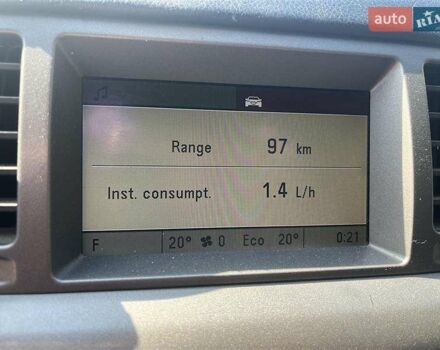 auto RIA
Range 97 km
Inst. consumpt. 1.4 L/h
F 20° 0 Eco 20° 0:21